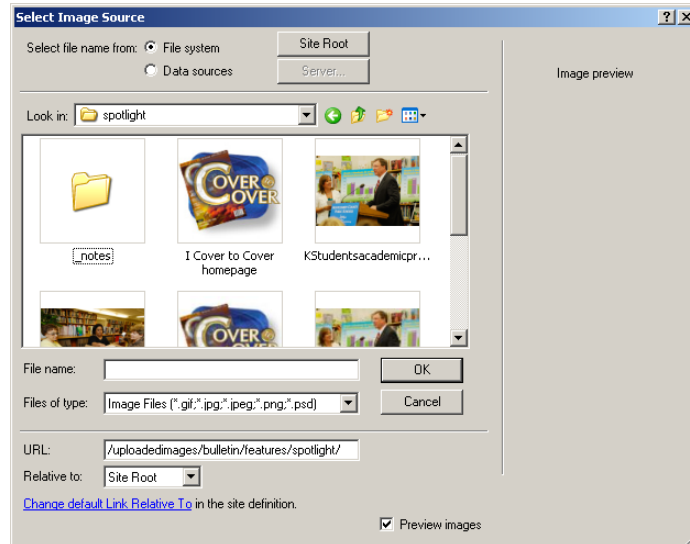 Select Image Source
Select file name from: File system
Site Root
Data sources
Server...
Image preview
Look in: spotlight
COVER
COVER
_notes
I Cover to Cover
homepage
KStudentsacademicpr...
COVER
File name:
OK
Files of type: Image Files (*.gif;*.jpg;*.jpeg;*.png;*.psd)
Cancel
URL: /uploadedimages/bulletin/features/spotlight/
Relative to: Site Root
Change default Link Relative To in the site definition.
Preview images